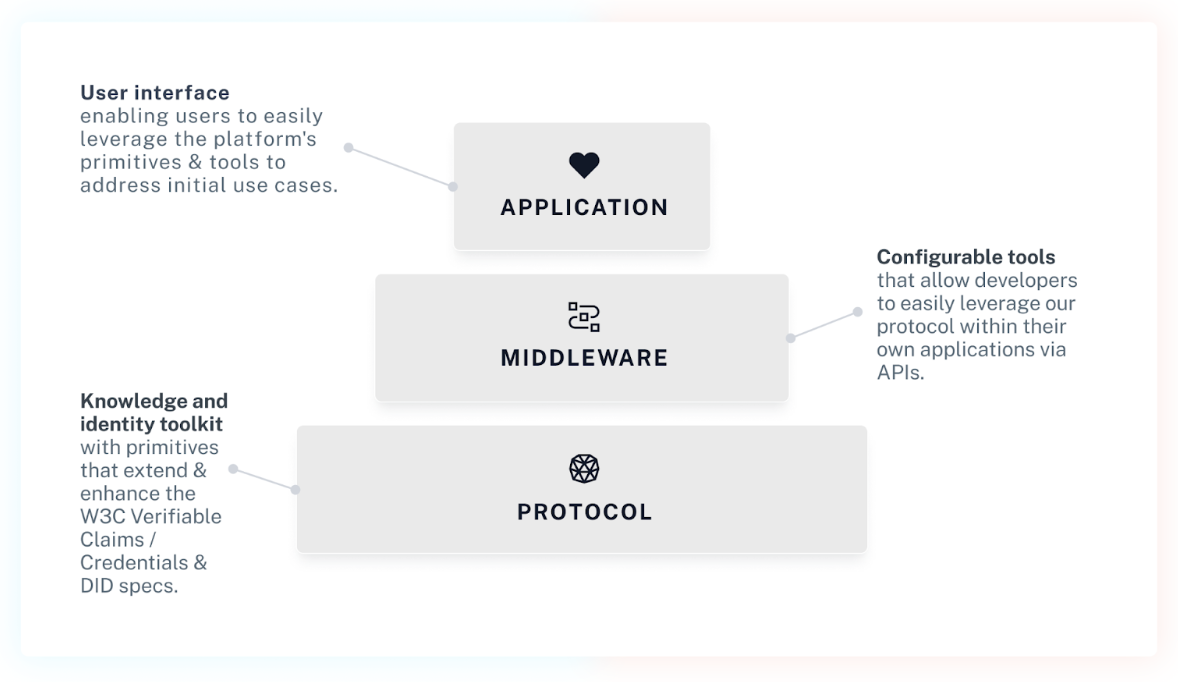 User interface
enabling users to easily
leverage the platform's
primitives & tools to
address initial use cases.
APPLICATION
Configurable tools
that allow developers
to easily leverage our
protocol within their
own applications via
APIs.
MIDDLEWARE
Knowledge and
identity toolkit
with primitives
that extend &
enhance the
W3C Verifiable
Claims /
Credentials &
DID specs.
PROTOCOL